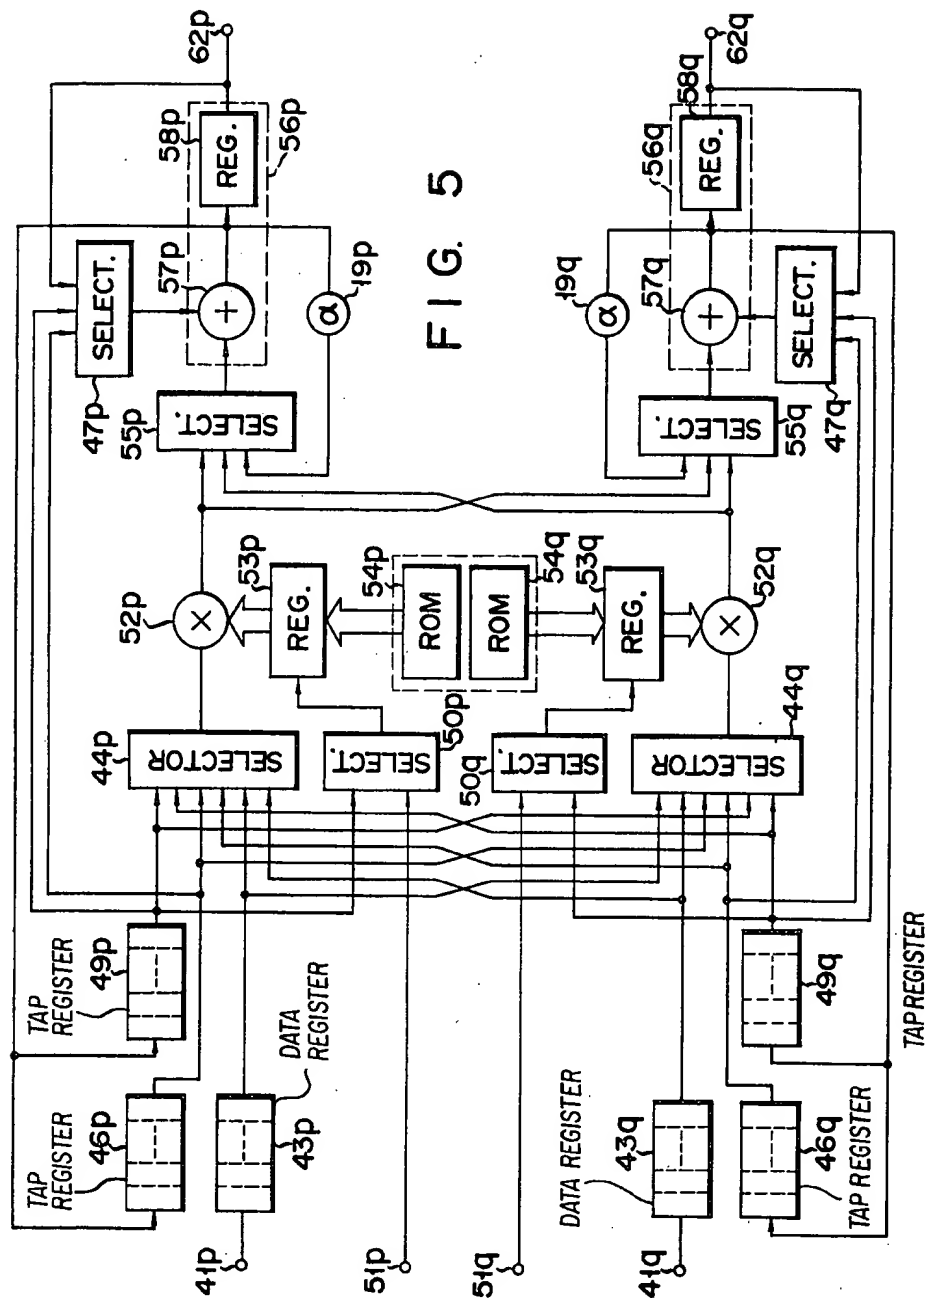 FIG. 5
62p
58p
REG.
56p
57p
+
SELECT.
47p
α
19p
55p
SELECT.
52p
×
53p
REG.
54p
ROM
44p
SELECTOR
50p
SELECT.
TAP REGISTER
49p
TAP REGISTER
46p
DATA REGISTER
43p
41p
51p
62q
58q
REG.
56q
57q
+
SELECT.
47q
α
19q
55q
SELECT.
52q
×
53q
REG.
54q
ROM
44q
SELECTOR
50q
SELECT.
49q
TAP REGISTER
DATA REGISTER
43q
46q
TAP REGISTER
51q
41q